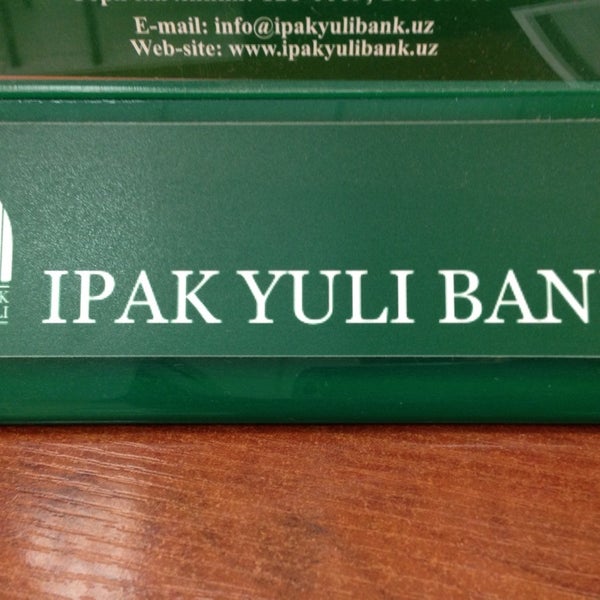 E-mail: info@ipakyulibank.uz
Web-site: www.ipakyulibank.uz
IPAK YULI BAN